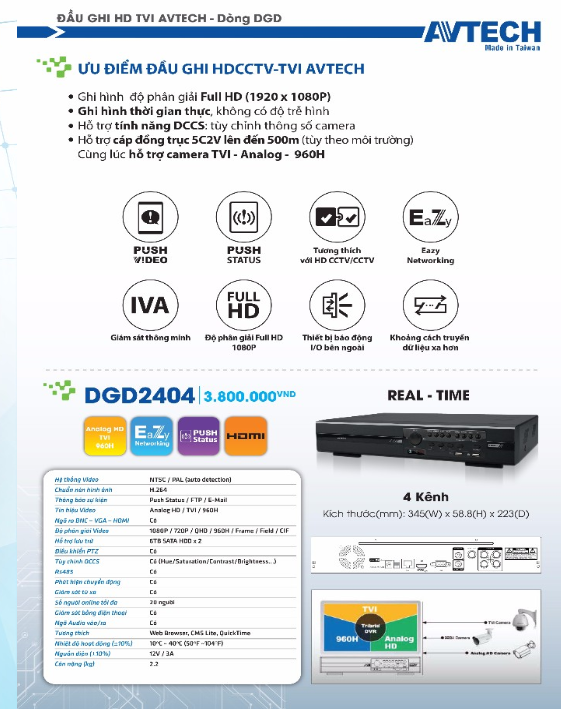 ĐẦU GHI HD TVI AVTECH - Dòng DGD
AVTECH
Made in Taiwan
ƯU ĐIỂM ĐẦU GHI HDCCTV-TVI AVTECH
• Ghi hình độ phân giải Full HD (1920 x 1080P)
• Ghi hình thời gian thực, không có độ trễ hình
• Hỗ trợ tính năng DCCS: tùy chỉnh thông số camera
• Hỗ trợ cáp đồng trục 5C2V lên đến 500m (tùy theo môi trường)
Cùng lúc hỗ trợ camera TVI - Analog - 960H
EaZy
PUSH VIDEO
PUSH STATUS
Tương thích với HD CCTV/CCTV
Eazy Networking
IVA
FULL HD
Giám sát thông minh
Độ phân giải Full HD 1080P
Thiết bị báo động I/O bên ngoài
Khoảng cách truyền dữ liệu xa hơn
DGD2404 3.800.000VND
REAL - TIME
Analog HD TVI 960H
EaZy Networking
PUSH Status
HDMI
4 Kênh
Kích thước(mm): 345(W) x 58.8(H) x 223(D)
Hệ thống Video NTSC / PAL (auto detection)
Chuẩn nén hình ảnh H.264
Thông báo sự kiện Push Status / FTP / E-Mail
Tín hiệu Video Analog HD / TVI / 960H
Ngõ ra BNC – VGA – HDMI Có
Độ phân giải Video 1080P / 720P / QHD / 960H / Frame / Field / CIF
Hỗ trợ lưu trữ 6TB SATA HDD x 2
Điều khiển PTZ Có
Tùy chỉnh DCCS Có (Hue/Saturation/Contrast/Brightness...)
RS485 Có
Phát hiện chuyển động Có
Giám sát từ xa Có
Số người online tối đa 20 người
Giám sát bằng điện thoại Có
Ngõ Audio vào/ra Có
Tương thích Web Browser, CMS Lite, QuickTime
Nhiệt độ hoạt động (±10%) 10°C ~ 40°C (50°F~104°F)
Nguồn điện (±10%) 12V / 3A
Cân nặng (kg) 2.2
TVI
Tribrid DVR
960H
Analog HD
TVI Camera
960H Camera
Analog HD Camera